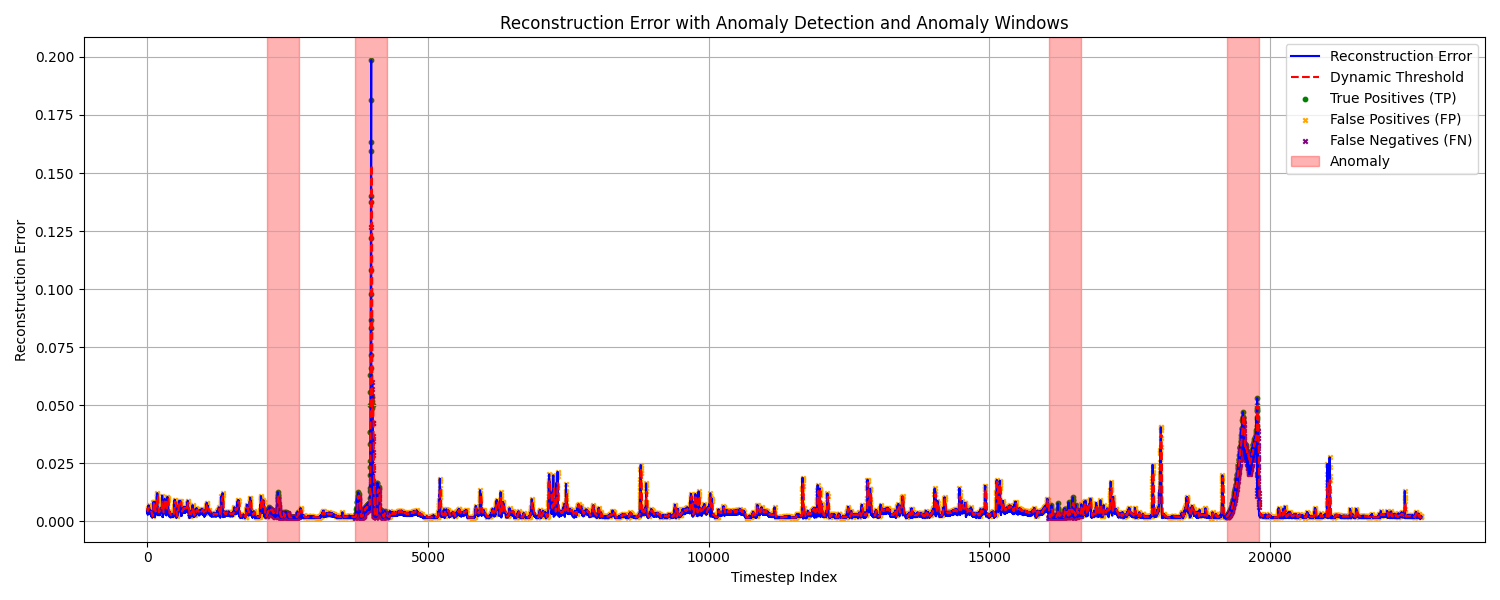 Reconstruction Error with Anomaly Detection and Anomaly Windows
Reconstruction Error
0.200
0.175
0.150
0.125
0.100
0.075
0.050
0.025
0.000
0
5000
10000
15000
20000
Timestep Index
Reconstruction Error
Dynamic Threshold
True Positives (TP)
False Positives (FP)
False Negatives (FN)
Anomaly